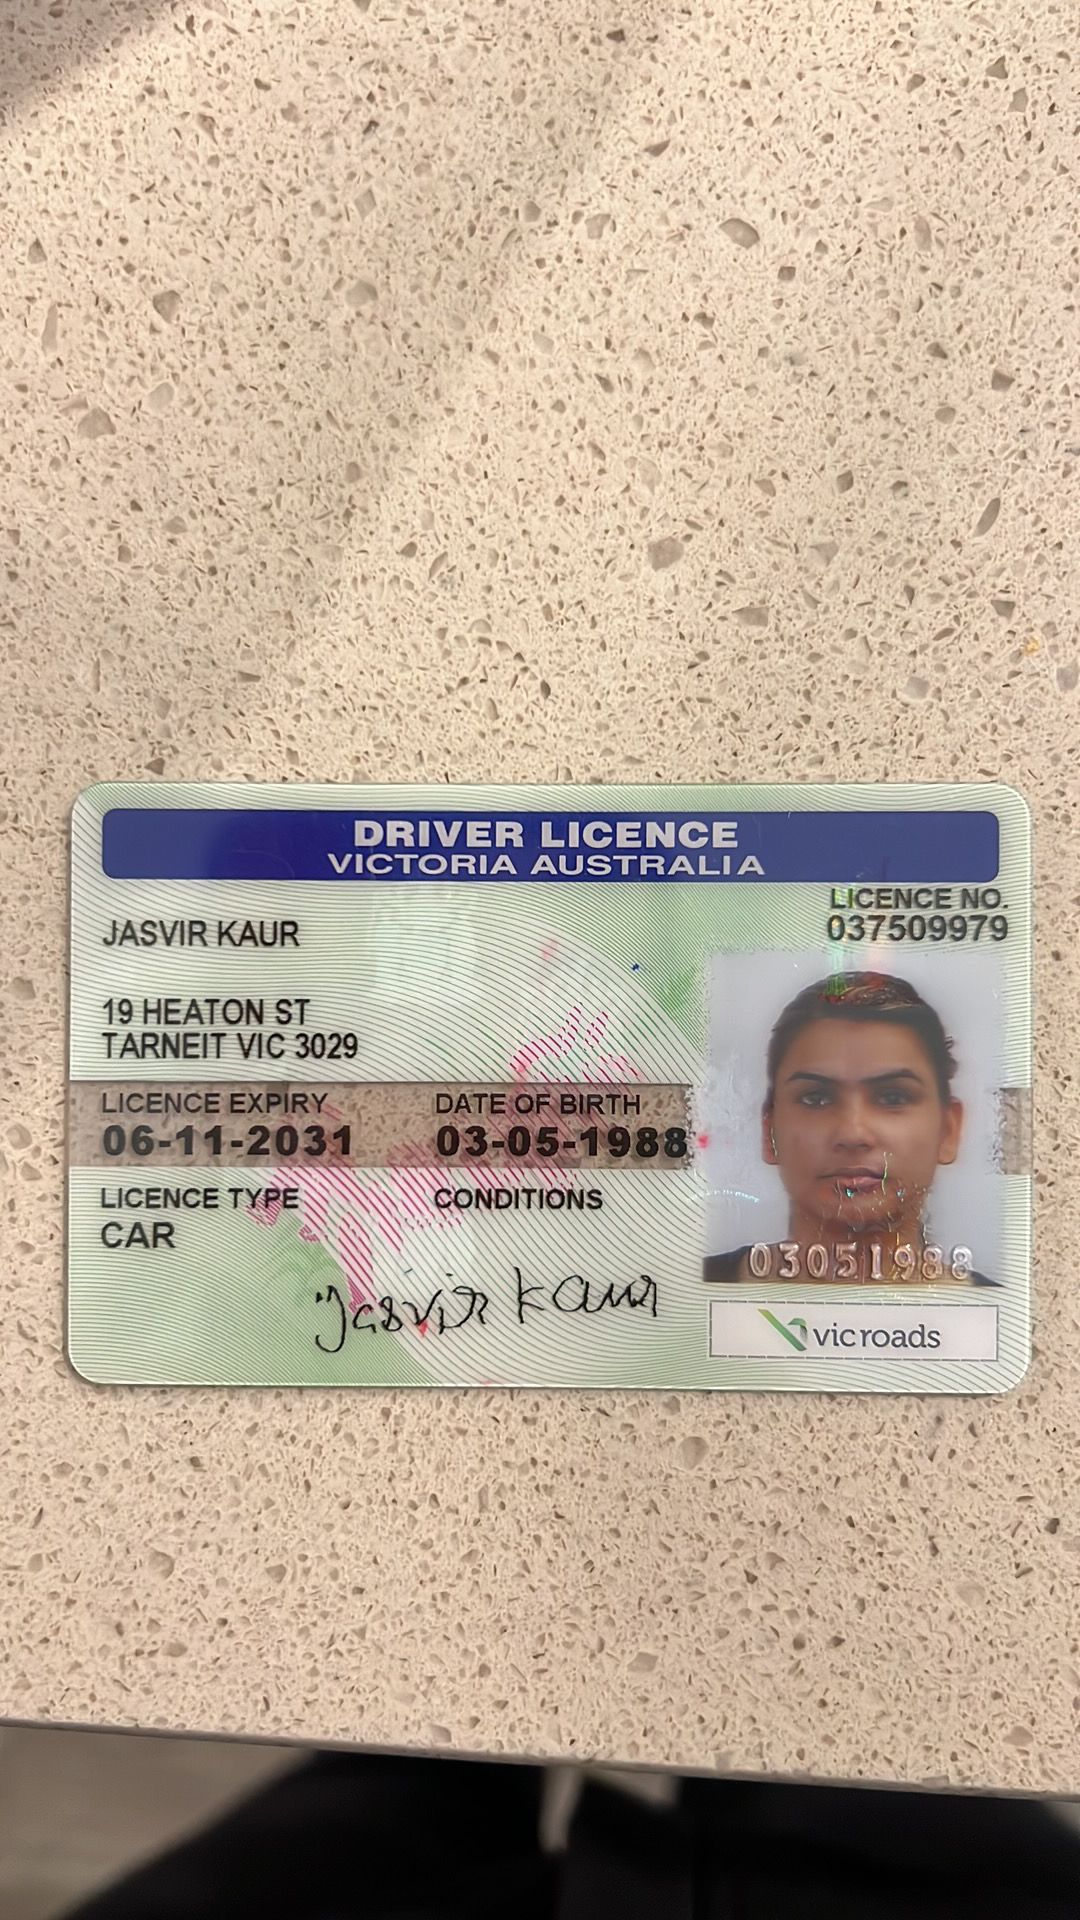 DRIVER LICENCE
VICTORIA AUSTRALIA
LICENCE NO.
037509979
JASVIR KAUR
19 HEATON ST
TARNEIT VIC 3029
LICENCE EXPIRY DATE OF BIRTH
06-11-2031 03-05-1988
LICENCE TYPE CONDITIONS
CAR
03051988
Jasvir Kaur
vicroads